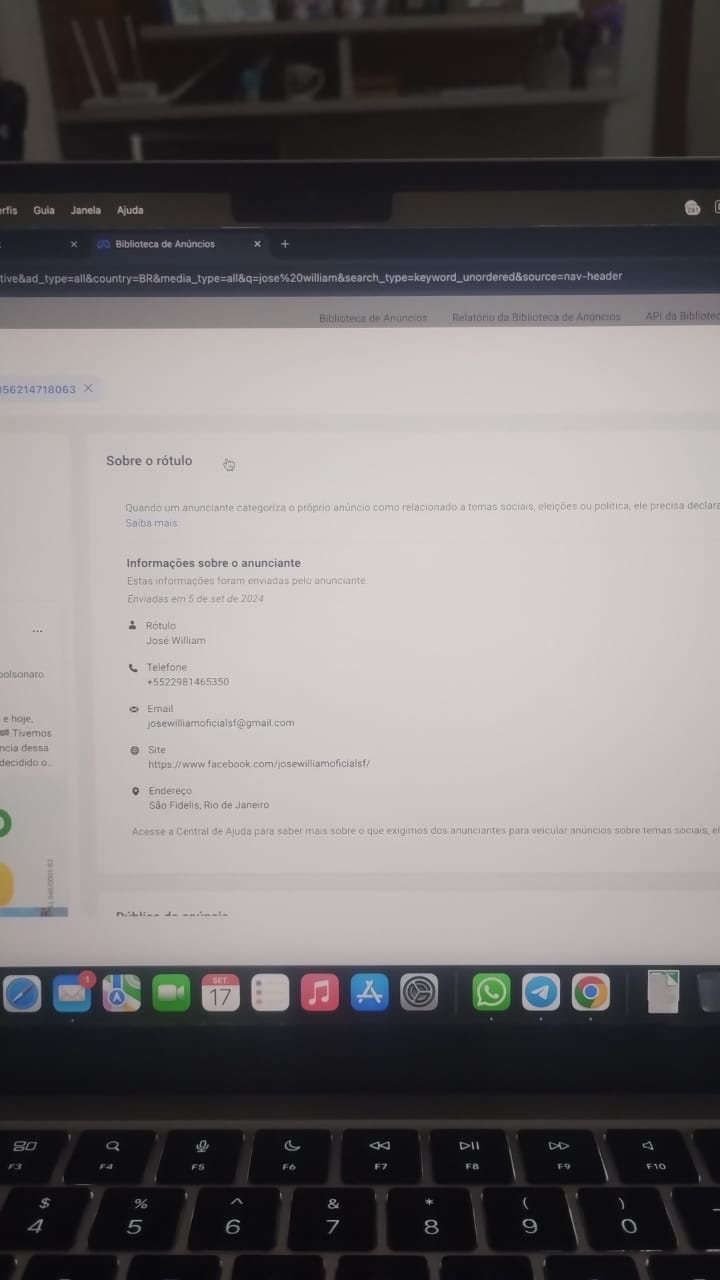 erfis Guia Janela Ajuda
281
Biblioteca de Anúncios
tive&ad_type=all&country=BR&media_type=all&q=jose%20william&search_type=keyword_unordered&source=nav-header
Biblioteca de Anúncios Relatório da Biblioteca de Anúncios API da Bibliotec
056214718063
Sobre o rótulo
Quando um anunciante categoriza o próprio anúncio como relacionado a temas sociais, eleições ou política, ele precisa declara
Saiba mais
Informações sobre o anunciante
Estas informações foram enviadas pelo anunciante.
Enviadas em 5 de set de 2024
Rótulo
José William
Telefone
+5522981465350
Email
josewilliamoficialsf@gmail.com
Site
https://www.facebook.com/josewilliamoficialsf/
Endereço
São Fidelis, Rio de Janeiro
Acesse a Central de Ajuda para saber mais sobre o que exigimos dos anunciantes para veicular anúncios sobre temas sociais, el
...
bolsonaro
e hoje,
Tivemos
ncia dessa
decidido o...
Público do anúncio
1
SET.
17
F3 F4 F5 F6 F7 F8 F9 F10
$ % ^ & * ( )
4 5 6 7 8 9 0